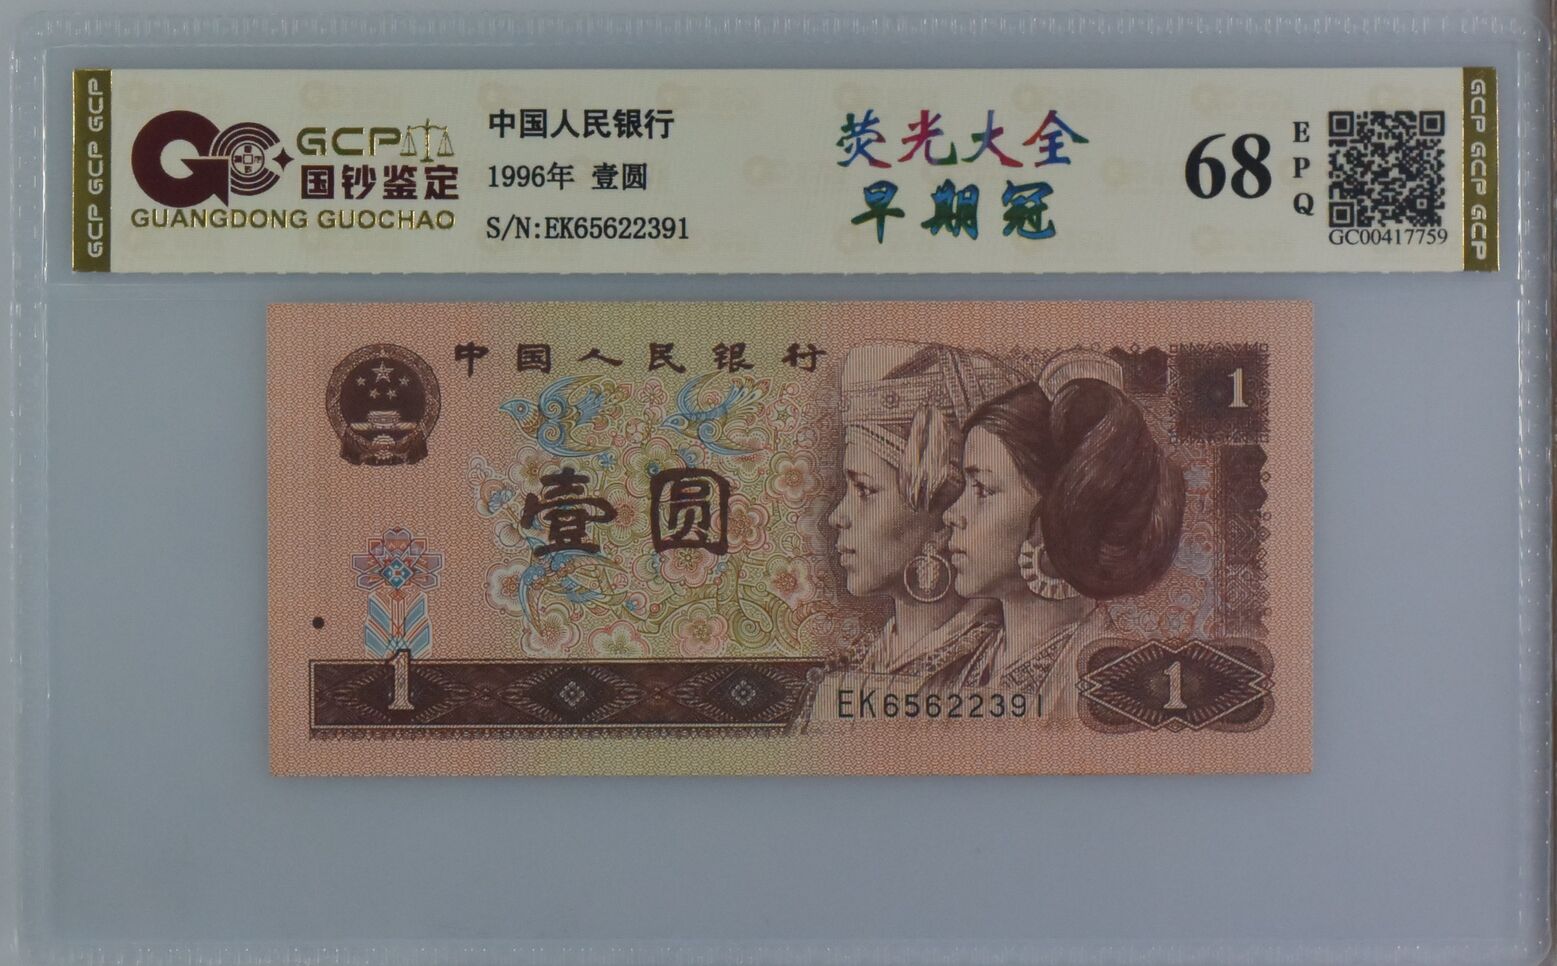 GCP GCP GCP
GCP
国钞鉴定
GUANGDONG GUOCHAO
中国人民银行
1996年 壹圆
S/N:EK65622391
荧光大全
早期冠
68
E
P
Q
GC00417759
GCP GCP GCP
中国人民银行
1
壹圆
1
EK65622391
1